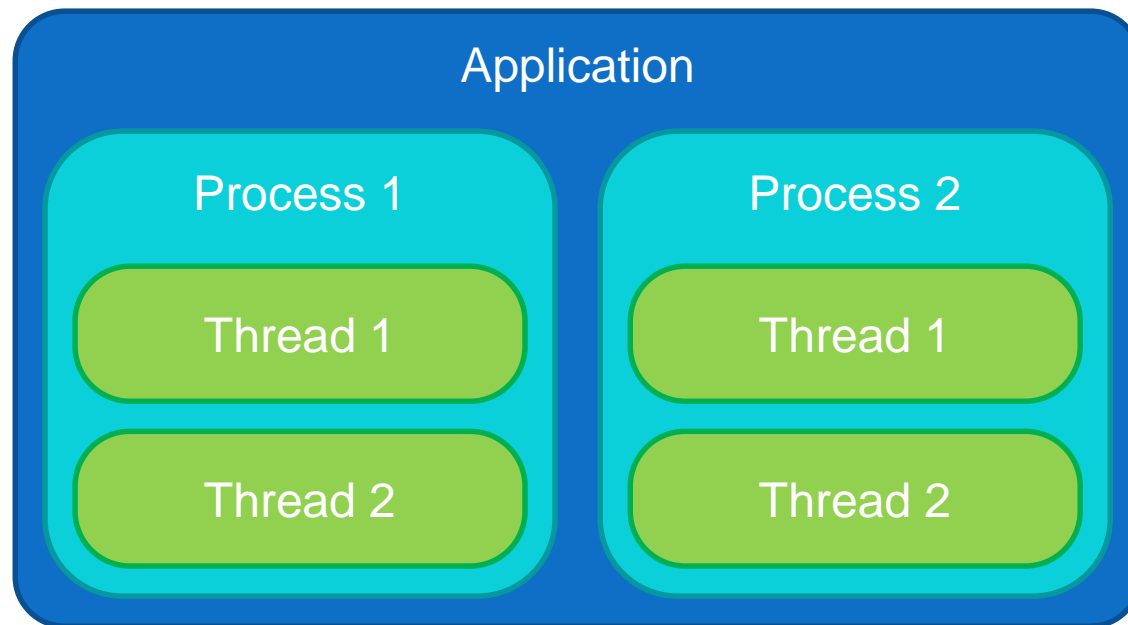 Application
Process 1
Thread 1
Thread 2
Process 2
Thread 1
Thread 2